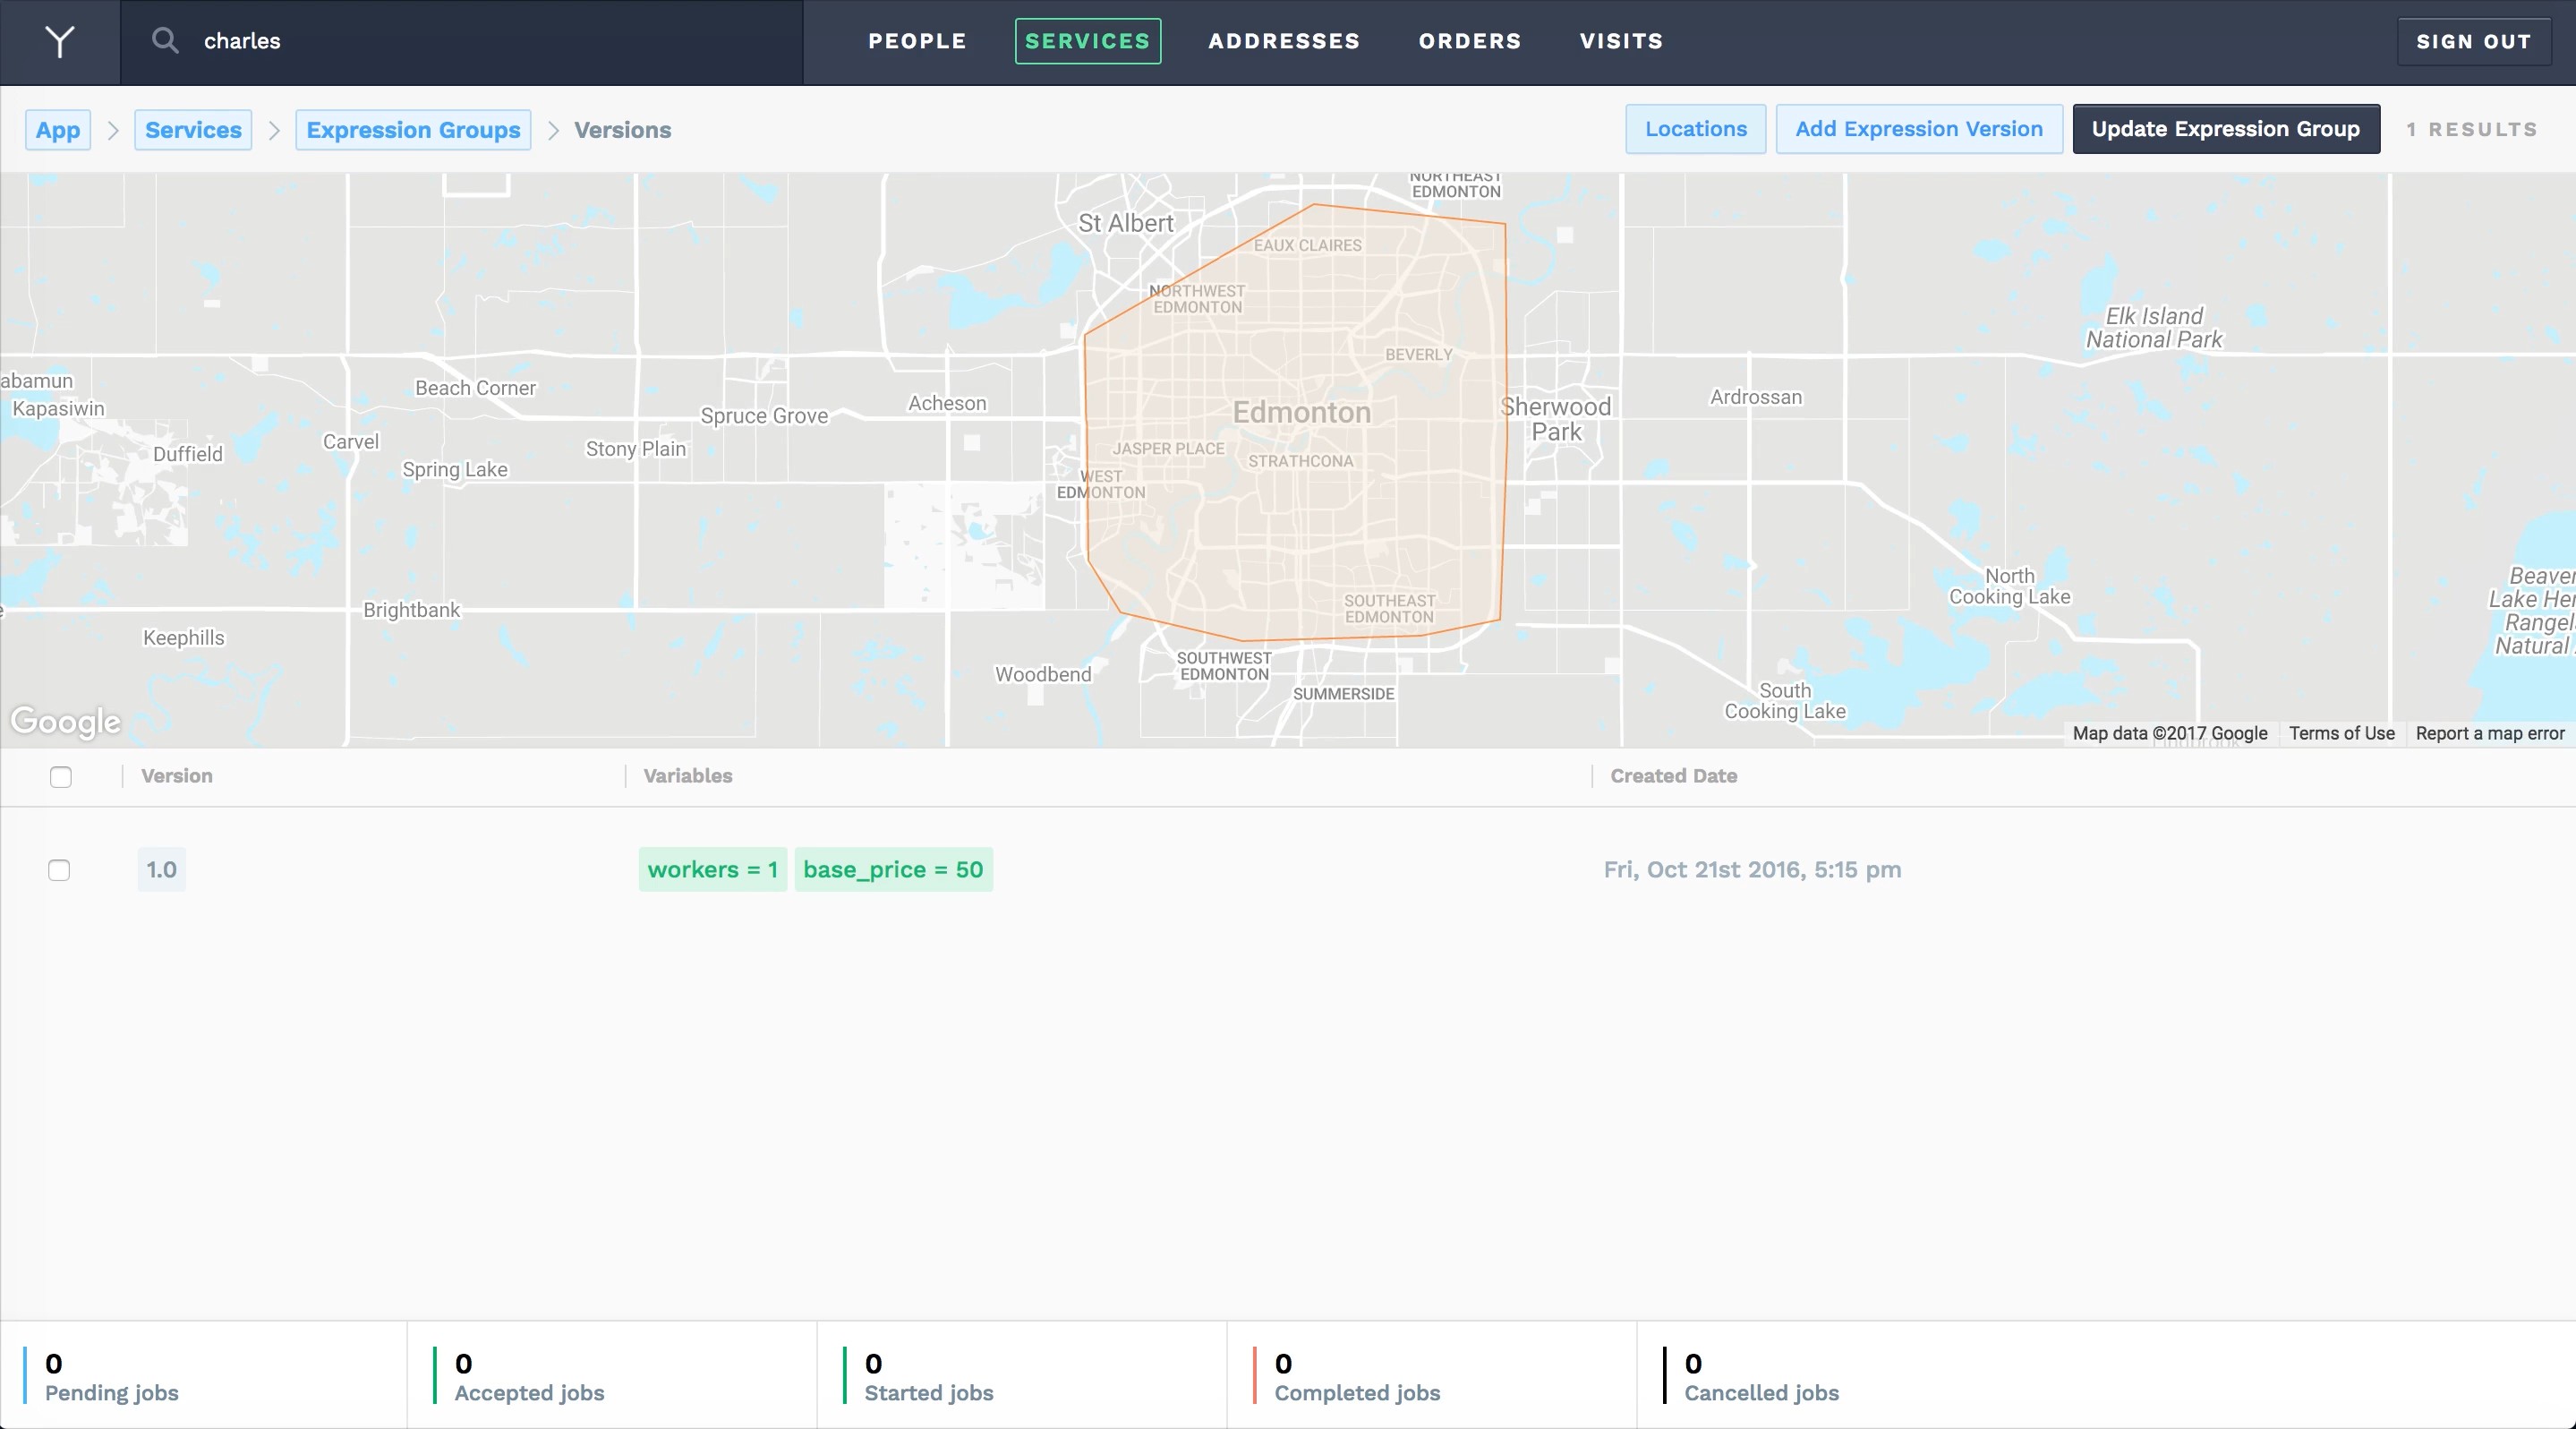 charles
PEOPLE SERVICES ADDRESSES ORDERS VISITS
SIGN OUT
App Services Expression Groups Versions
Locations Add Expression Version Update Expression Group 1 RESULTS
NORTHEAST
EDMONTON
St Albert
EAUX CLAIRES
NORTHWEST
EDMONTON
Elk Island
National Park
BEVERLY
abamun
Kapasiwin
Beach Corner
Spruce Grove
Acheson
Edmonton
Sherwood
Park
Ardrossan
Duffield
Carvel
Spring Lake
Stony Plain
JASPER PLACE
STRATHCONA
WEST
EDMONTON
Brightbank
Keephills
SOUTHEAST
EDMONTON
North
Cooking Lake
Beaver
Lake Her
Rangel
Natural
Woodbend
SOUTHWEST
EDMONTON
SUMMERSIDE
South
Cooking Lake
Google
Map data ©2017 Google Terms of Use Report a map error
Version Variables Created Date
1.0 workers = 1 base_price = 50 Fri, Oct 21st 2016, 5:15 pm
0 0 0 0 0
Pending jobs Accepted jobs Started jobs Completed jobs Cancelled jobs